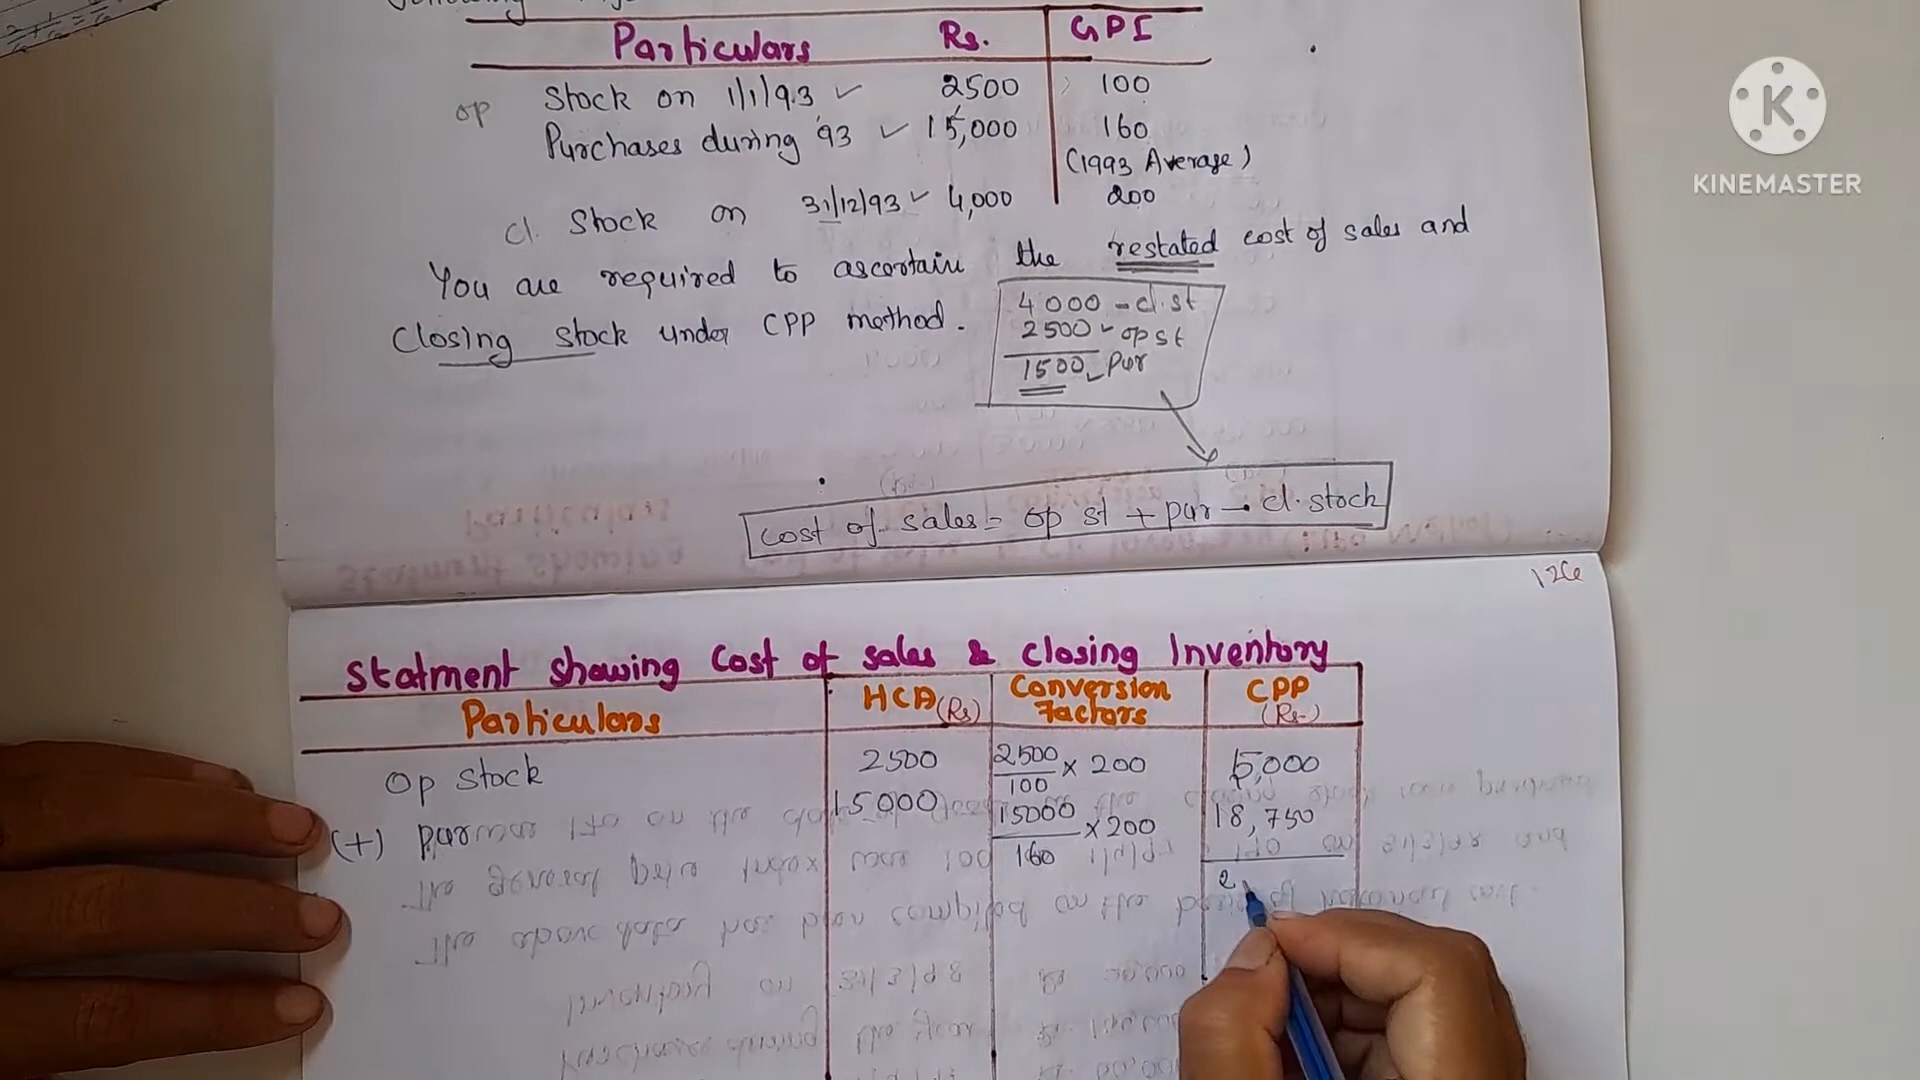 Particulars Rs. GPI
op Stock on 1/1/93 2500 100
Purchases during '93 15,000 160
(1993 Average)
cl. Stock on 31/12/93 4,000 200
You are required to ascertain the restated cost of sales and
Closing stock under CPP method.
4000 - cl. st
2500 - op st
1500 - pur
Cost of sales = op st + pur - cl. stock
Statment showing Cost of sales & closing Inventory
Particulars HCA (Rs) Conversion Factors CPP (Rs.)
Op stock 2500 2500/100 × 200 5,000
(+) pur 15000 15000/160 × 200 18,750
2
KINEMASTER